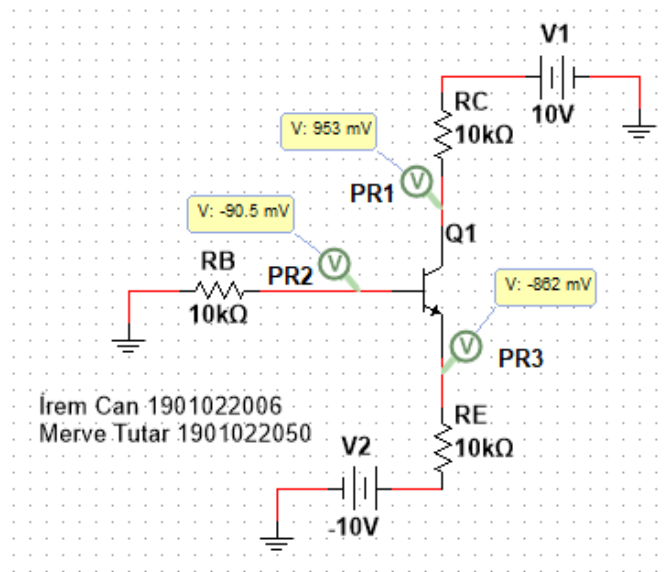 V1
10V
RC
10kΩ
V: 953 mV
PR1
V: -90.5 mV
Q1
RB
PR2
10kΩ
V: -862 mV
PR3
İrem Can 1901022006
Merve Tutar 1901022050
RE
10kΩ
V2
-10V
V
V
V